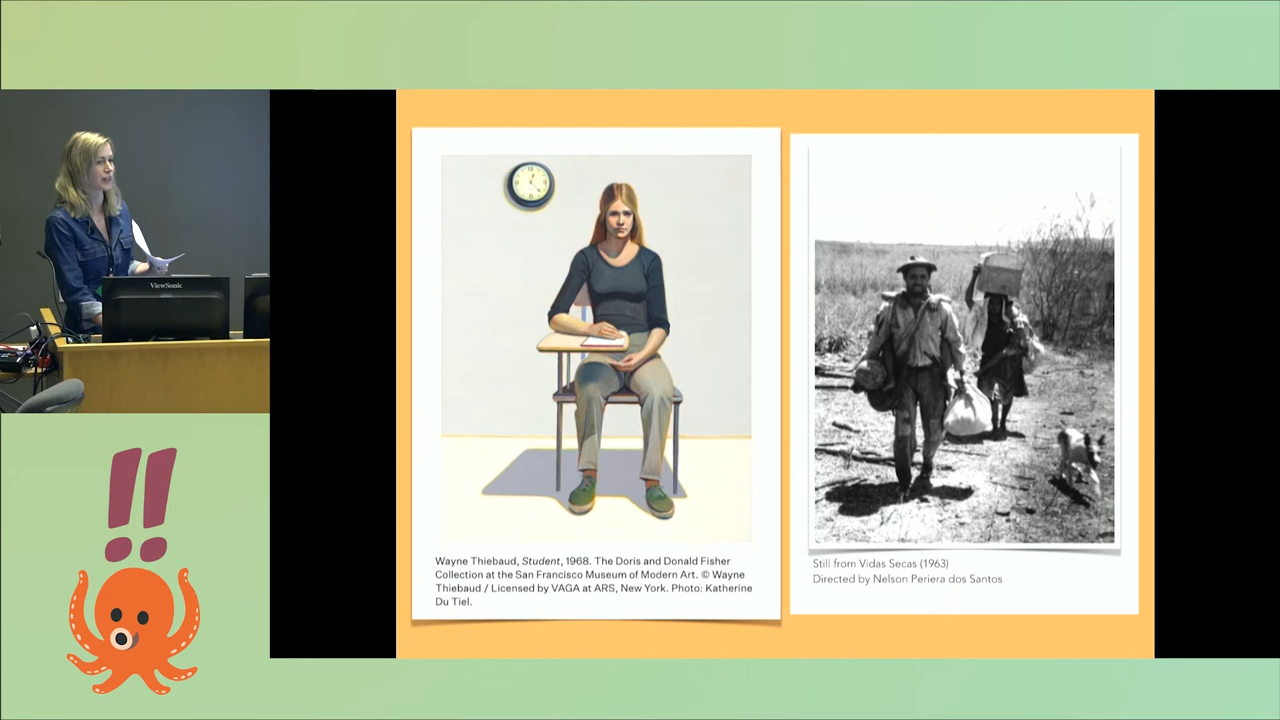 ViewSonic
!!
Wayne Thiebaud, Student, 1968. The Doris and Donald Fisher
Collection at the San Francisco Museum of Modern Art. © Wayne
Thiebaud / Licensed by VAGA at ARS, New York. Photo: Katherine
Du Tiel.
Still from Vidas Secas (1963)
Directed by Nelson Periera dos Santos